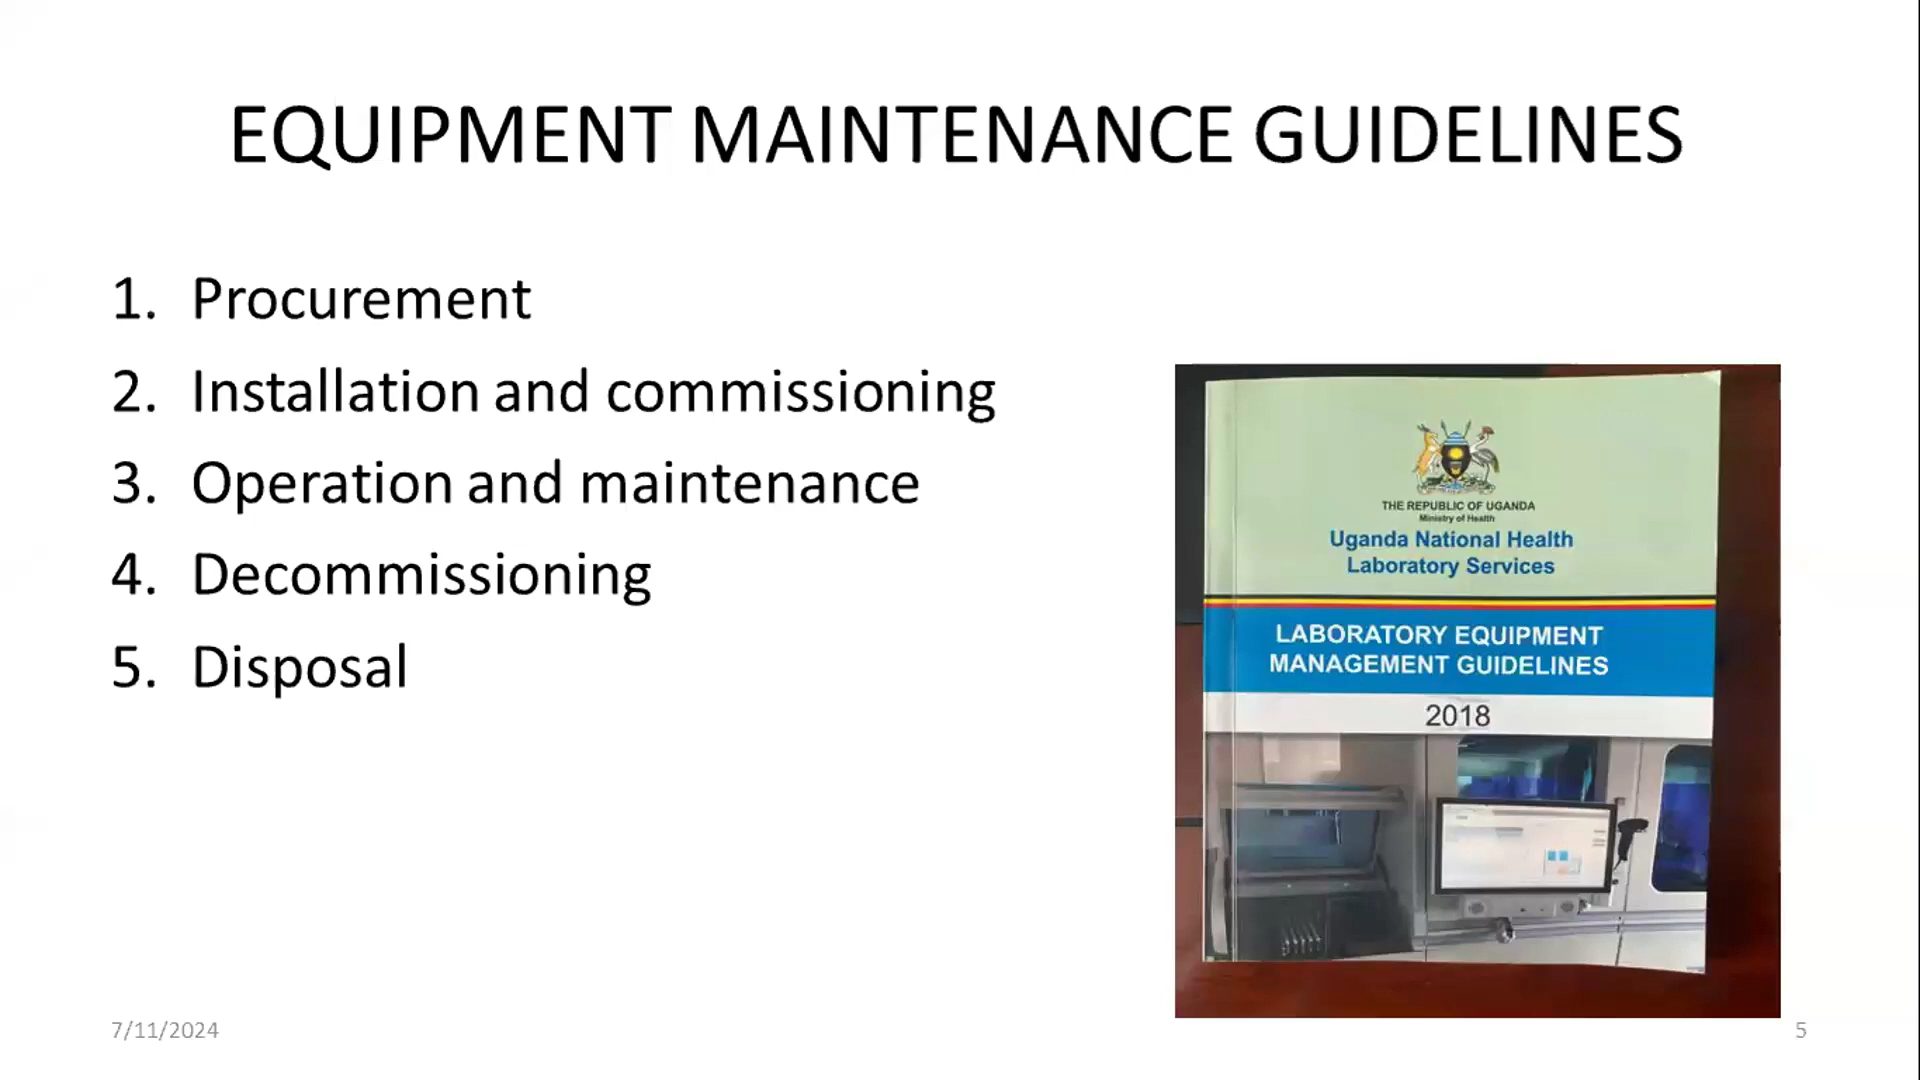 EQUIPMENT MAINTENANCE GUIDELINES
1. Procurement
2. Installation and commissioning
3. Operation and maintenance
4. Decommissioning
5. Disposal
THE REPUBLIC OF UGANDA
Ministry of Health
Uganda National Health
Laboratory Services
LABORATORY EQUIPMENT
MANAGEMENT GUIDELINES
2018
7/11/2024
5